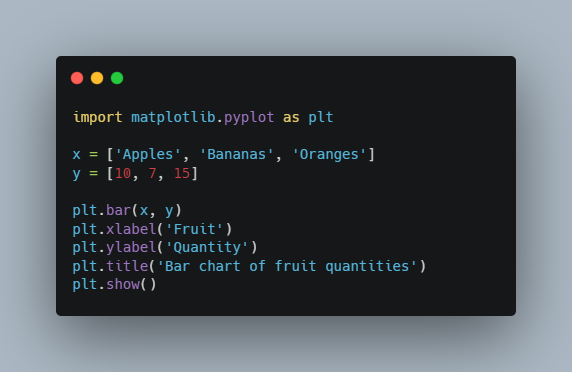 import matplotlib.pyplot as plt
x = ['Apples', 'Bananas', 'Oranges']
y = [10, 7, 15]
plt.bar(x, y)
plt.xlabel('Fruit')
plt.ylabel('Quantity')
plt.title('Bar chart of fruit quantities')
plt.show()